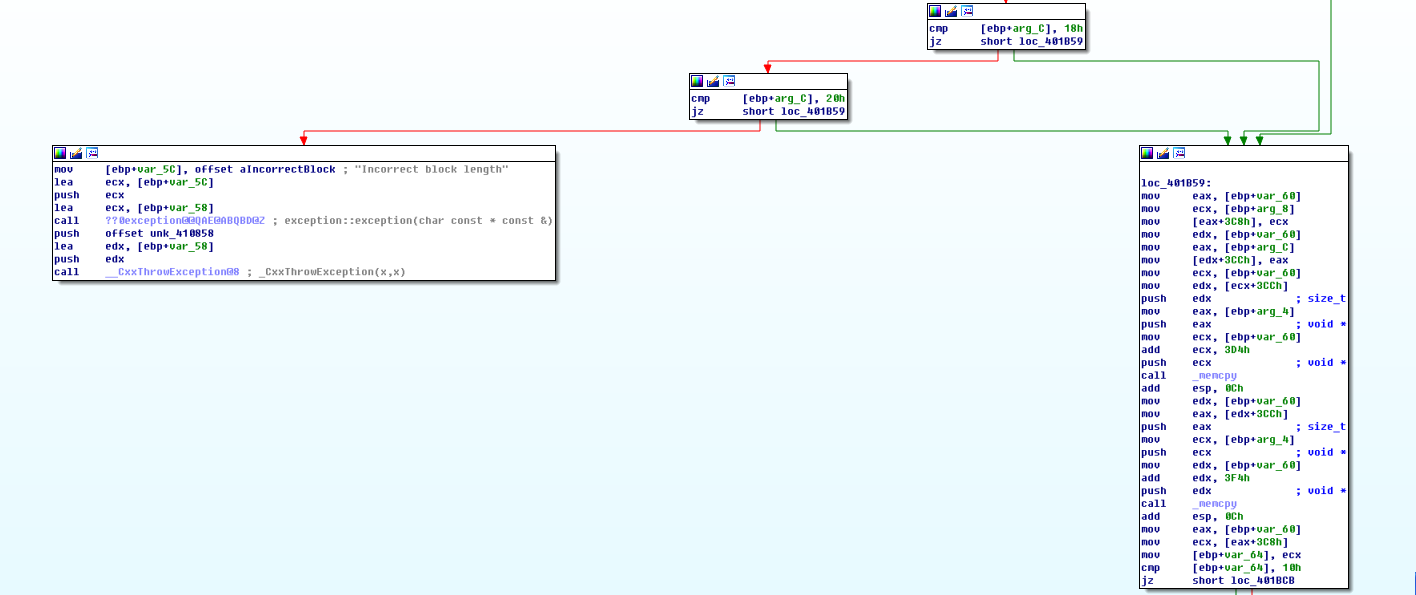 cmp [ebp+arg_C], 18h
jz short loc_401B59
cmp [ebp+arg_C], 20h
jz short loc_401B59
mov [ebp+var_5C], offset aIncorrectBlock ; "Incorrect block length"
lea ecx, [ebp+var_5C]
push ecx
lea ecx, [ebp+var_58]
call ??0exception@@QAE@ABQBD@Z ; exception::exception(char const * const &)
push offset unk_410858
lea edx, [ebp+var_58]
push edx
call __CxxThrowException@8 ; _CxxThrowException(x,x)
loc_401B59:
mov eax, [ebp+var_60]
mov ecx, [ebp+arg_8]
mov [eax+3C8h], ecx
mov edx, [ebp+var_60]
mov eax, [ebp+arg_C]
mov [edx+3CCh], eax
mov ecx, [ebp+var_60]
mov edx, [ecx+3CCh]
push edx ; size_t
mov eax, [ebp+arg_4]
push eax ; void *
mov ecx, [ebp+var_60]
add ecx, 3D4h
push ecx ; void *
call _memcpy
add esp, 0Ch
mov edx, [ebp+var_60]
mov eax, [edx+3CCh]
push eax ; size_t
mov ecx, [ebp+arg_4]
push ecx ; void *
mov edx, [ebp+var_60]
add edx, 3F4h
push edx ; void *
call _memcpy
add esp, 0Ch
mov eax, [ebp+var_60]
mov ecx, [eax+3C8h]
mov [ebp+var_64], ecx
cmp [ebp+var_64], 10h
jz short loc_401BCB